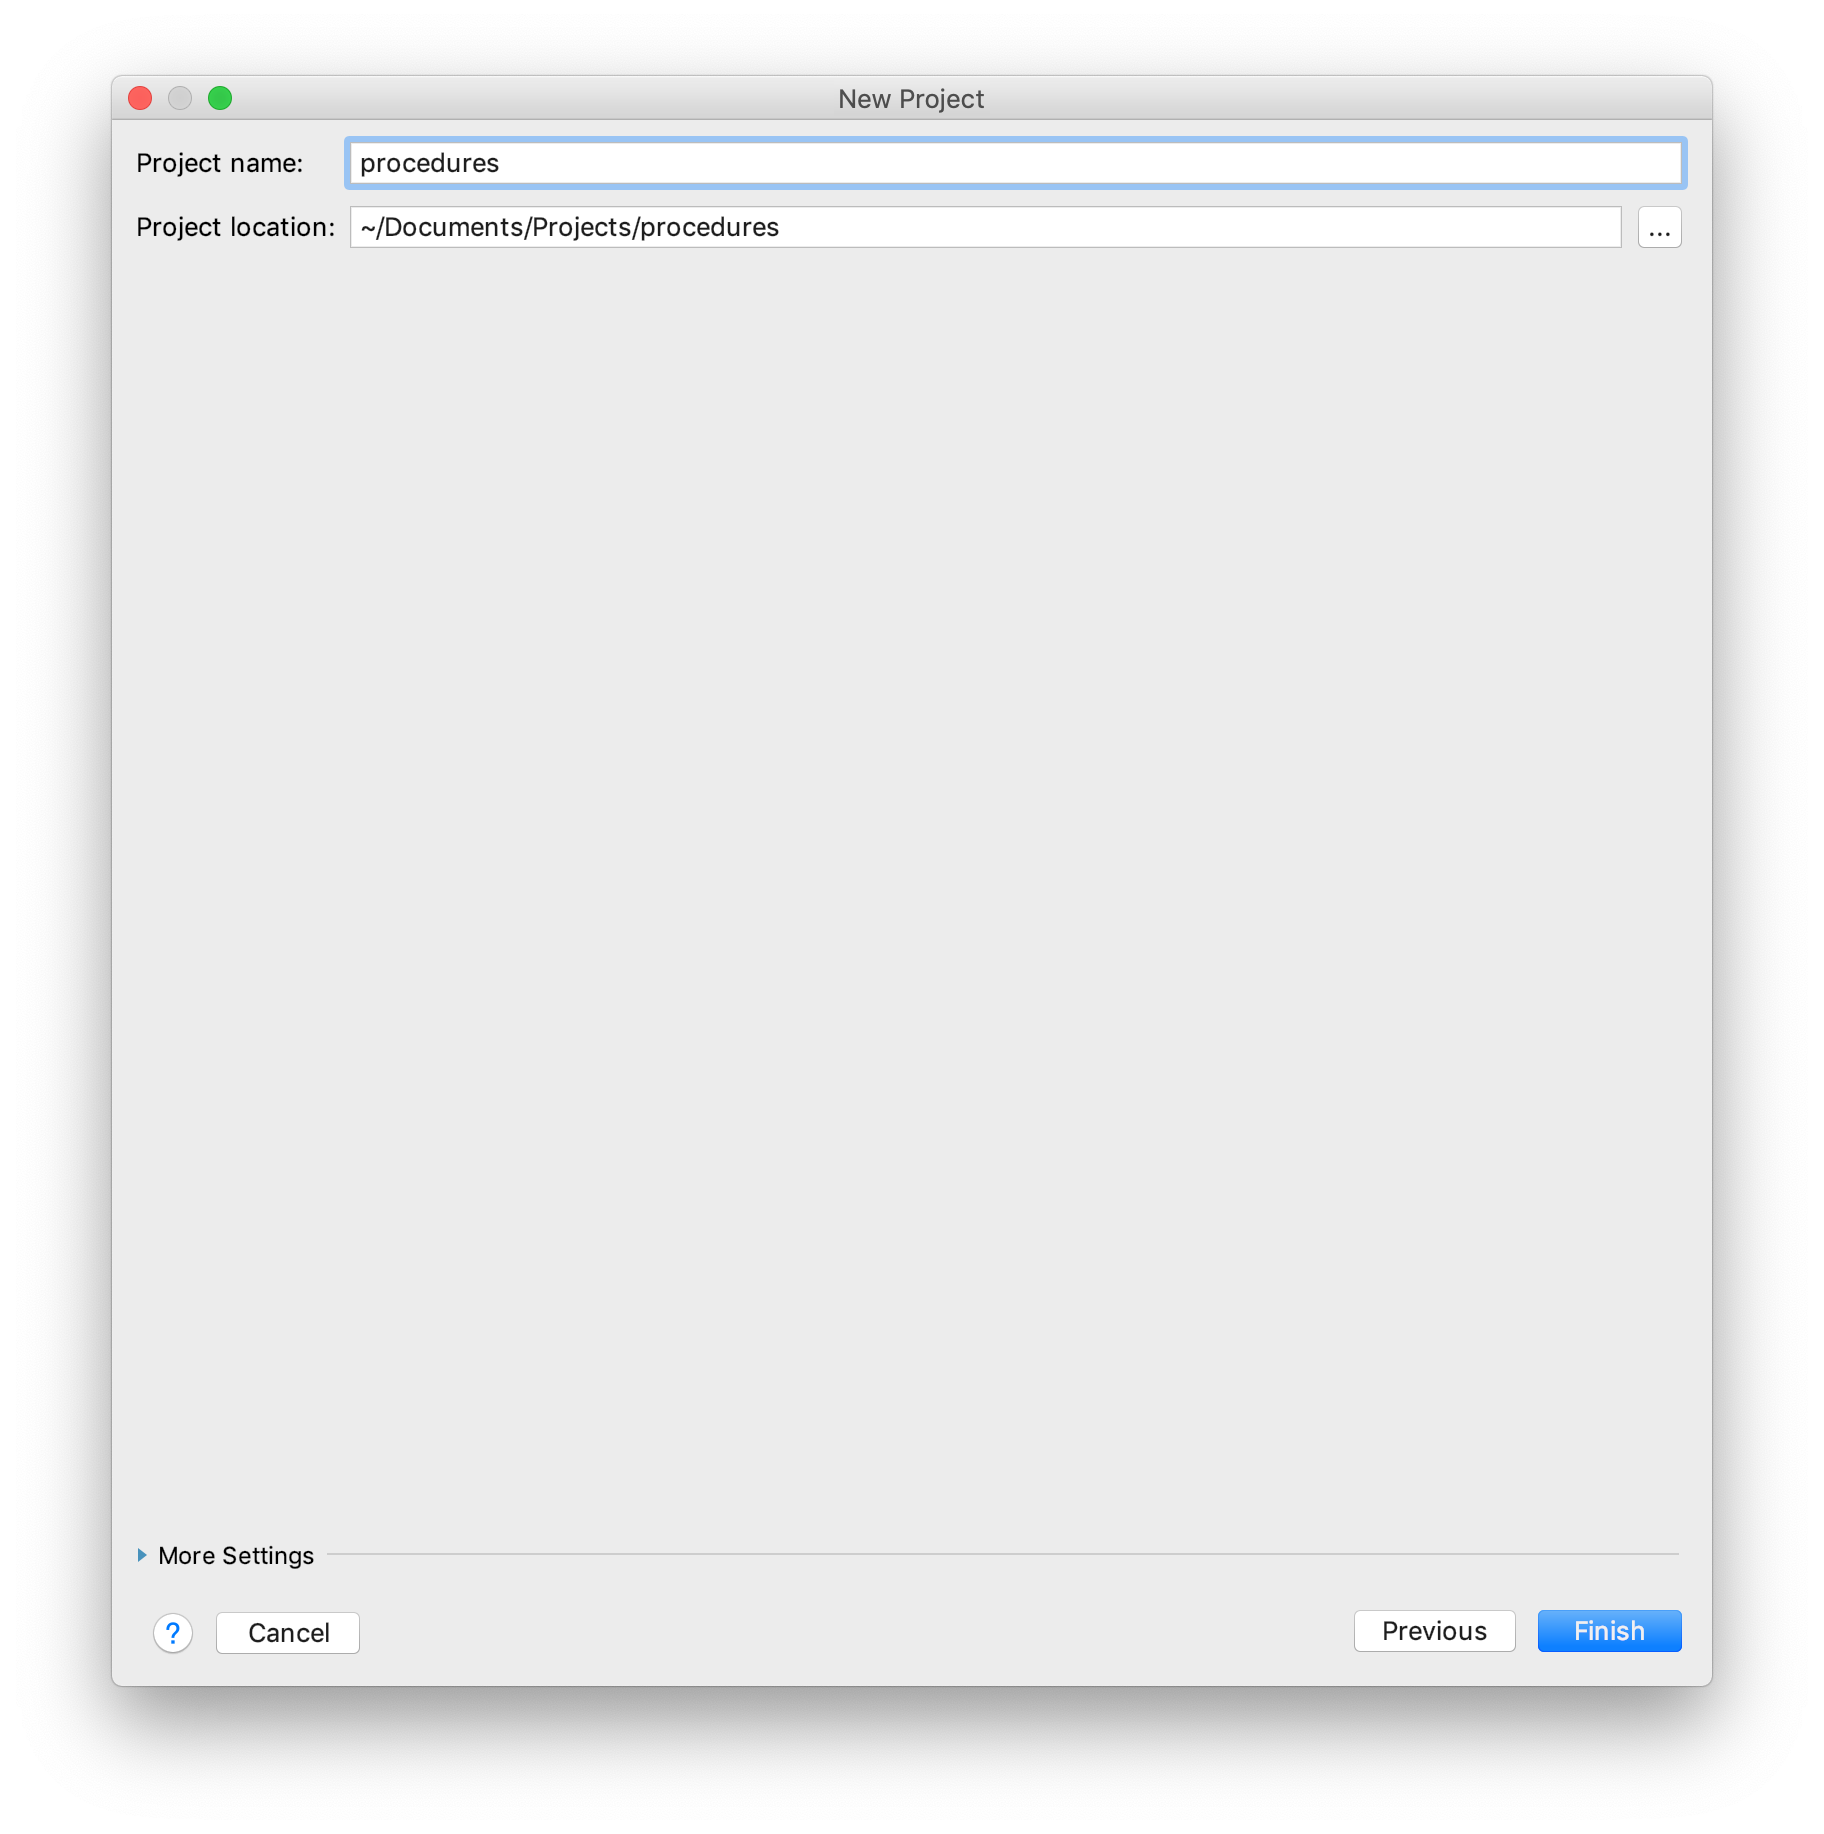 New Project
Project name: procedures
Project location: ~/Documents/Projects/procedures ...
More Settings
? Cancel Previous Finish